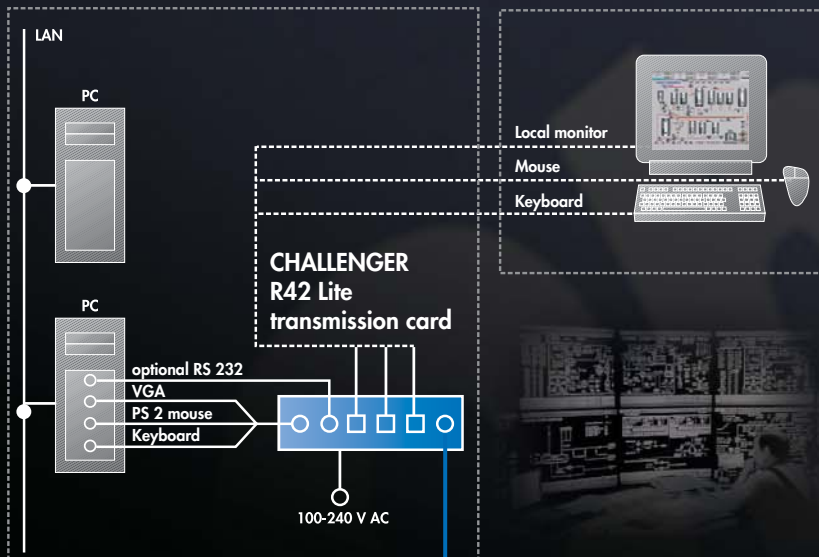 LAN
PC
Local monitor
Mouse
Keyboard
CHALLENGER
R42 Lite
transmission card
PC
optional RS 232
VGA
PS 2 mouse
Keyboard
100-240 V AC